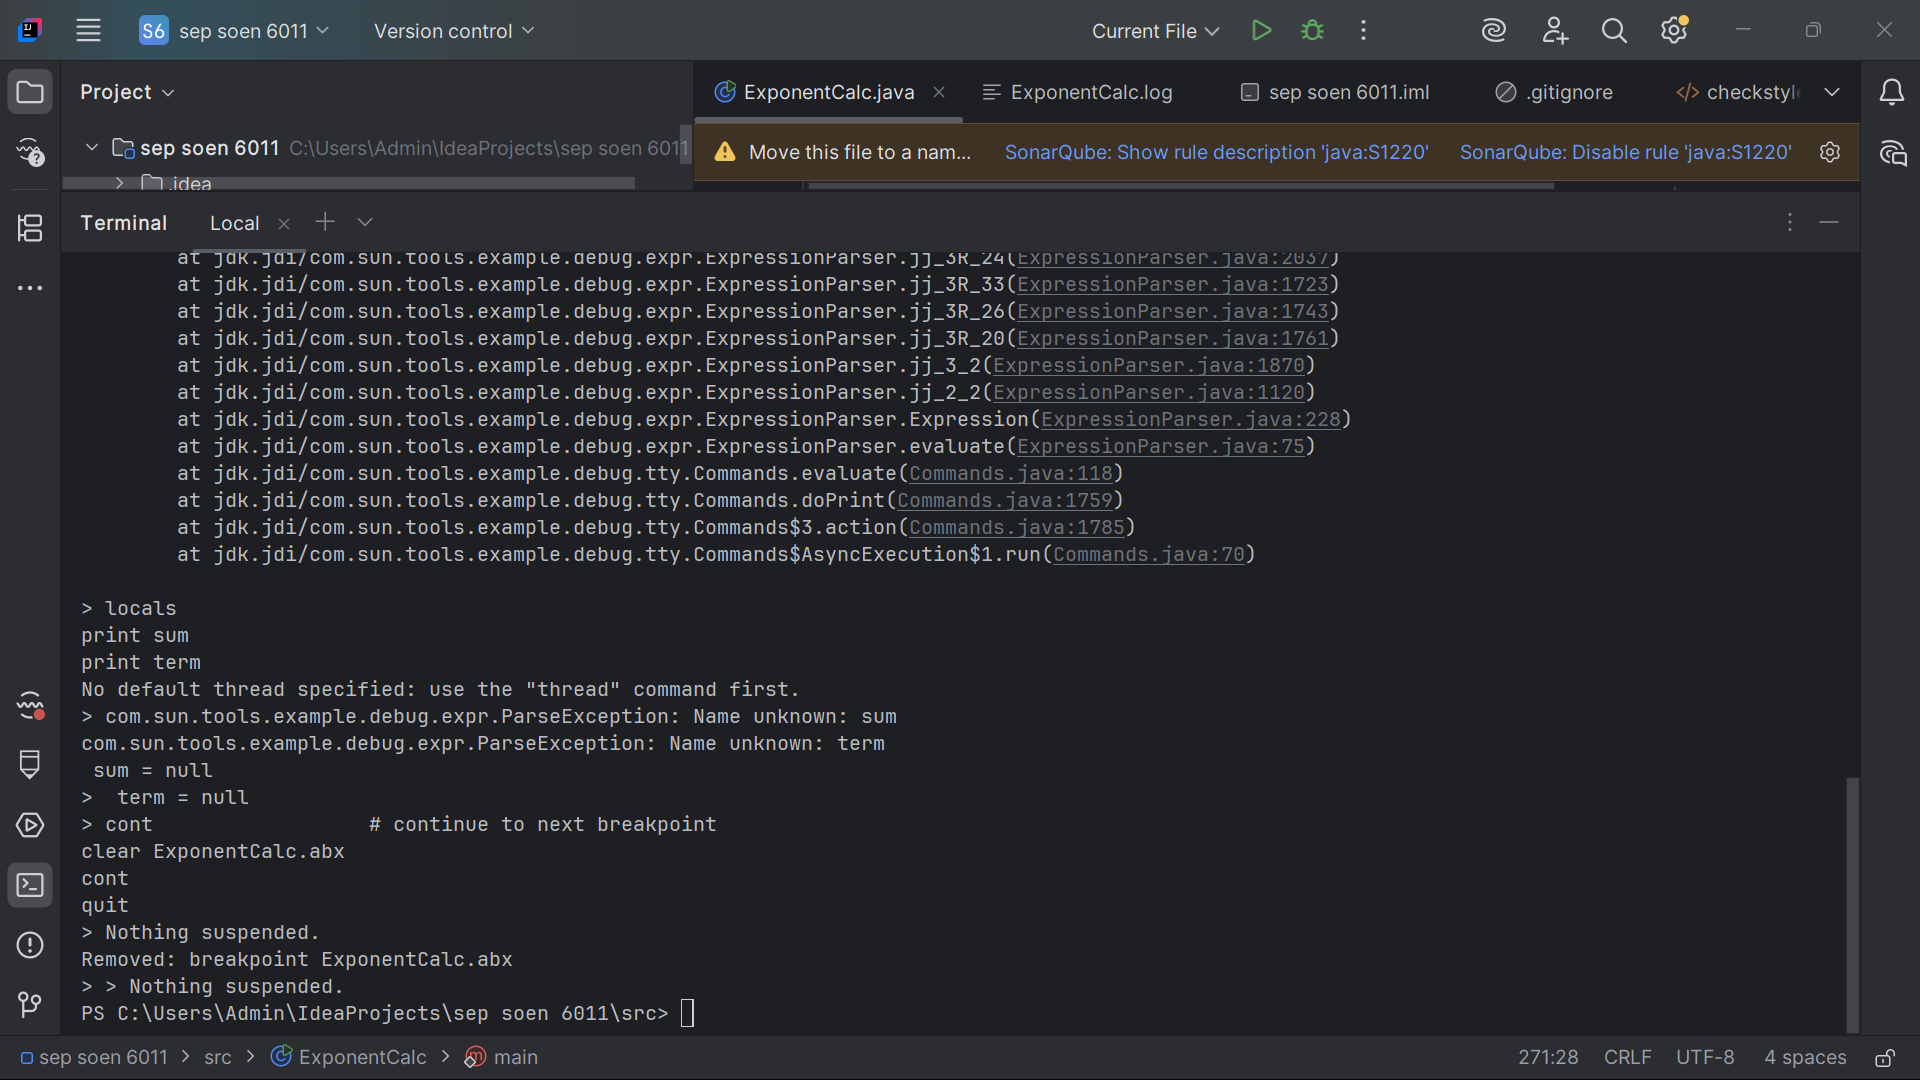 S6 sep soen 6011 Version control Current File
Project ExponentCalc.java ExponentCalc.log sep soen 6011.iml .gitignore checkstyl
sep soen 6011 C:\Users\Admin\IdeaProjects\sep soen 6011 Move this file to a nam... SonarQube: Show rule description 'java:S1220' SonarQube: Disable rule 'java:S1220'
.idea
Terminal Local
at jdk.jdi/com.sun.tools.example.debug.expr.ExpressionParser.jj_3R_24(ExpressionParser.java:2037)
at jdk.jdi/com.sun.tools.example.debug.expr.ExpressionParser.jj_3R_33(ExpressionParser.java:1723)
at jdk.jdi/com.sun.tools.example.debug.expr.ExpressionParser.jj_3R_26(ExpressionParser.java:1743)
at jdk.jdi/com.sun.tools.example.debug.expr.ExpressionParser.jj_3R_20(ExpressionParser.java:1761)
at jdk.jdi/com.sun.tools.example.debug.expr.ExpressionParser.jj_3_2(ExpressionParser.java:1870)
at jdk.jdi/com.sun.tools.example.debug.expr.ExpressionParser.jj_2_2(ExpressionParser.java:1120)
at jdk.jdi/com.sun.tools.example.debug.expr.ExpressionParser.Expression(ExpressionParser.java:228)
at jdk.jdi/com.sun.tools.example.debug.expr.ExpressionParser.evaluate(ExpressionParser.java:75)
at jdk.jdi/com.sun.tools.example.debug.tty.Commands.evaluate(Commands.java:118)
at jdk.jdi/com.sun.tools.example.debug.tty.Commands.doPrint(Commands.java:1759)
at jdk.jdi/com.sun.tools.example.debug.tty.Commands$3.action(Commands.java:1785)
at jdk.jdi/com.sun.tools.example.debug.tty.Commands$AsyncExecution$1.run(Commands.java:70)
> locals
print sum
print term
No default thread specified: use the "thread" command first.
> com.sun.tools.example.debug.expr.ParseException: Name unknown: sum
com.sun.tools.example.debug.expr.ParseException: Name unknown: term
sum = null
>  term = null
> cont                  # continue to next breakpoint
clear ExponentCalc.abx
cont
quit
> Nothing suspended.
Removed: breakpoint ExponentCalc.abx
> > Nothing suspended.
PS C:\Users\Admin\IdeaProjects\sep soen 6011\src>
sep soen 6011 > src > ExponentCalc > main 271:28 CRLF UTF-8 4 spaces